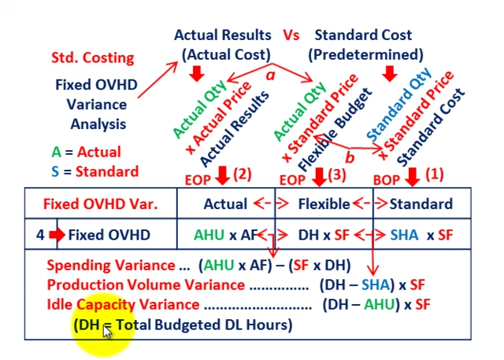 Actual Results Vs Standard Cost
Std. Costing (Actual Cost) (Predetermined)
Fixed OVHD
Variance
Analysis
a
Actual Qty
x Actual Price
Actual Results
Actual Qty
x Standard Price
Flexible Budget
Standard Qty
x Standard Price
Standard Cost
b
A = Actual
S = Standard
EOP (2) EOP (3) BOP (1)
Fixed OVHD Var. Actual <-> Flexible <-> Standard
4 Fixed OVHD AHU x AF <-> DH x SF <-> SHA x SF
Spending Variance ... (AHU x AF) – (SF x DH)
Production Volume Variance ............... (DH – SHA) x SF
Idle Capacity Variance ........................... (DH – AHU) x SF
(DH = Total Budgeted DL Hours)